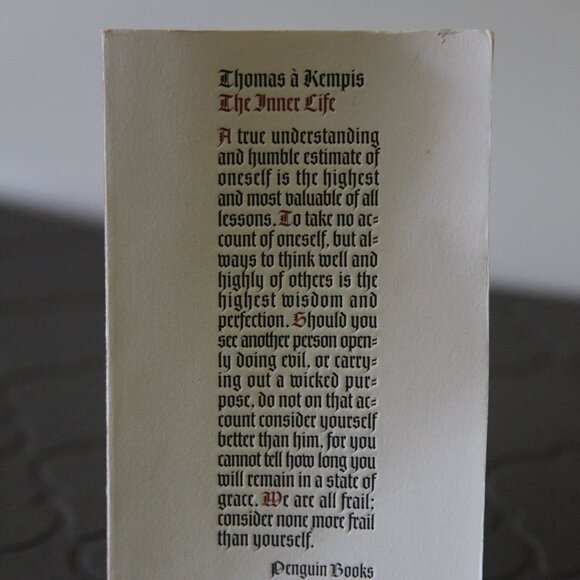 Thomas à Kempis
The Inner Life
A true understanding
and humble estimate of
oneself is the highest
and most valuable of all
lessons. To take no ac=
count of oneself, but al=
ways to think well and
highly of others is the
highest wisdom and
perfection. Should you
see another person open=
ly doing evil, or carry=
ing out a wicked pur=
pose, do not on that ac=
count consider yourself
better than him, for you
cannot tell how long you
will remain in a state of
grace. We are all frail:
consider none more frail
than yourself.
Penguin Books